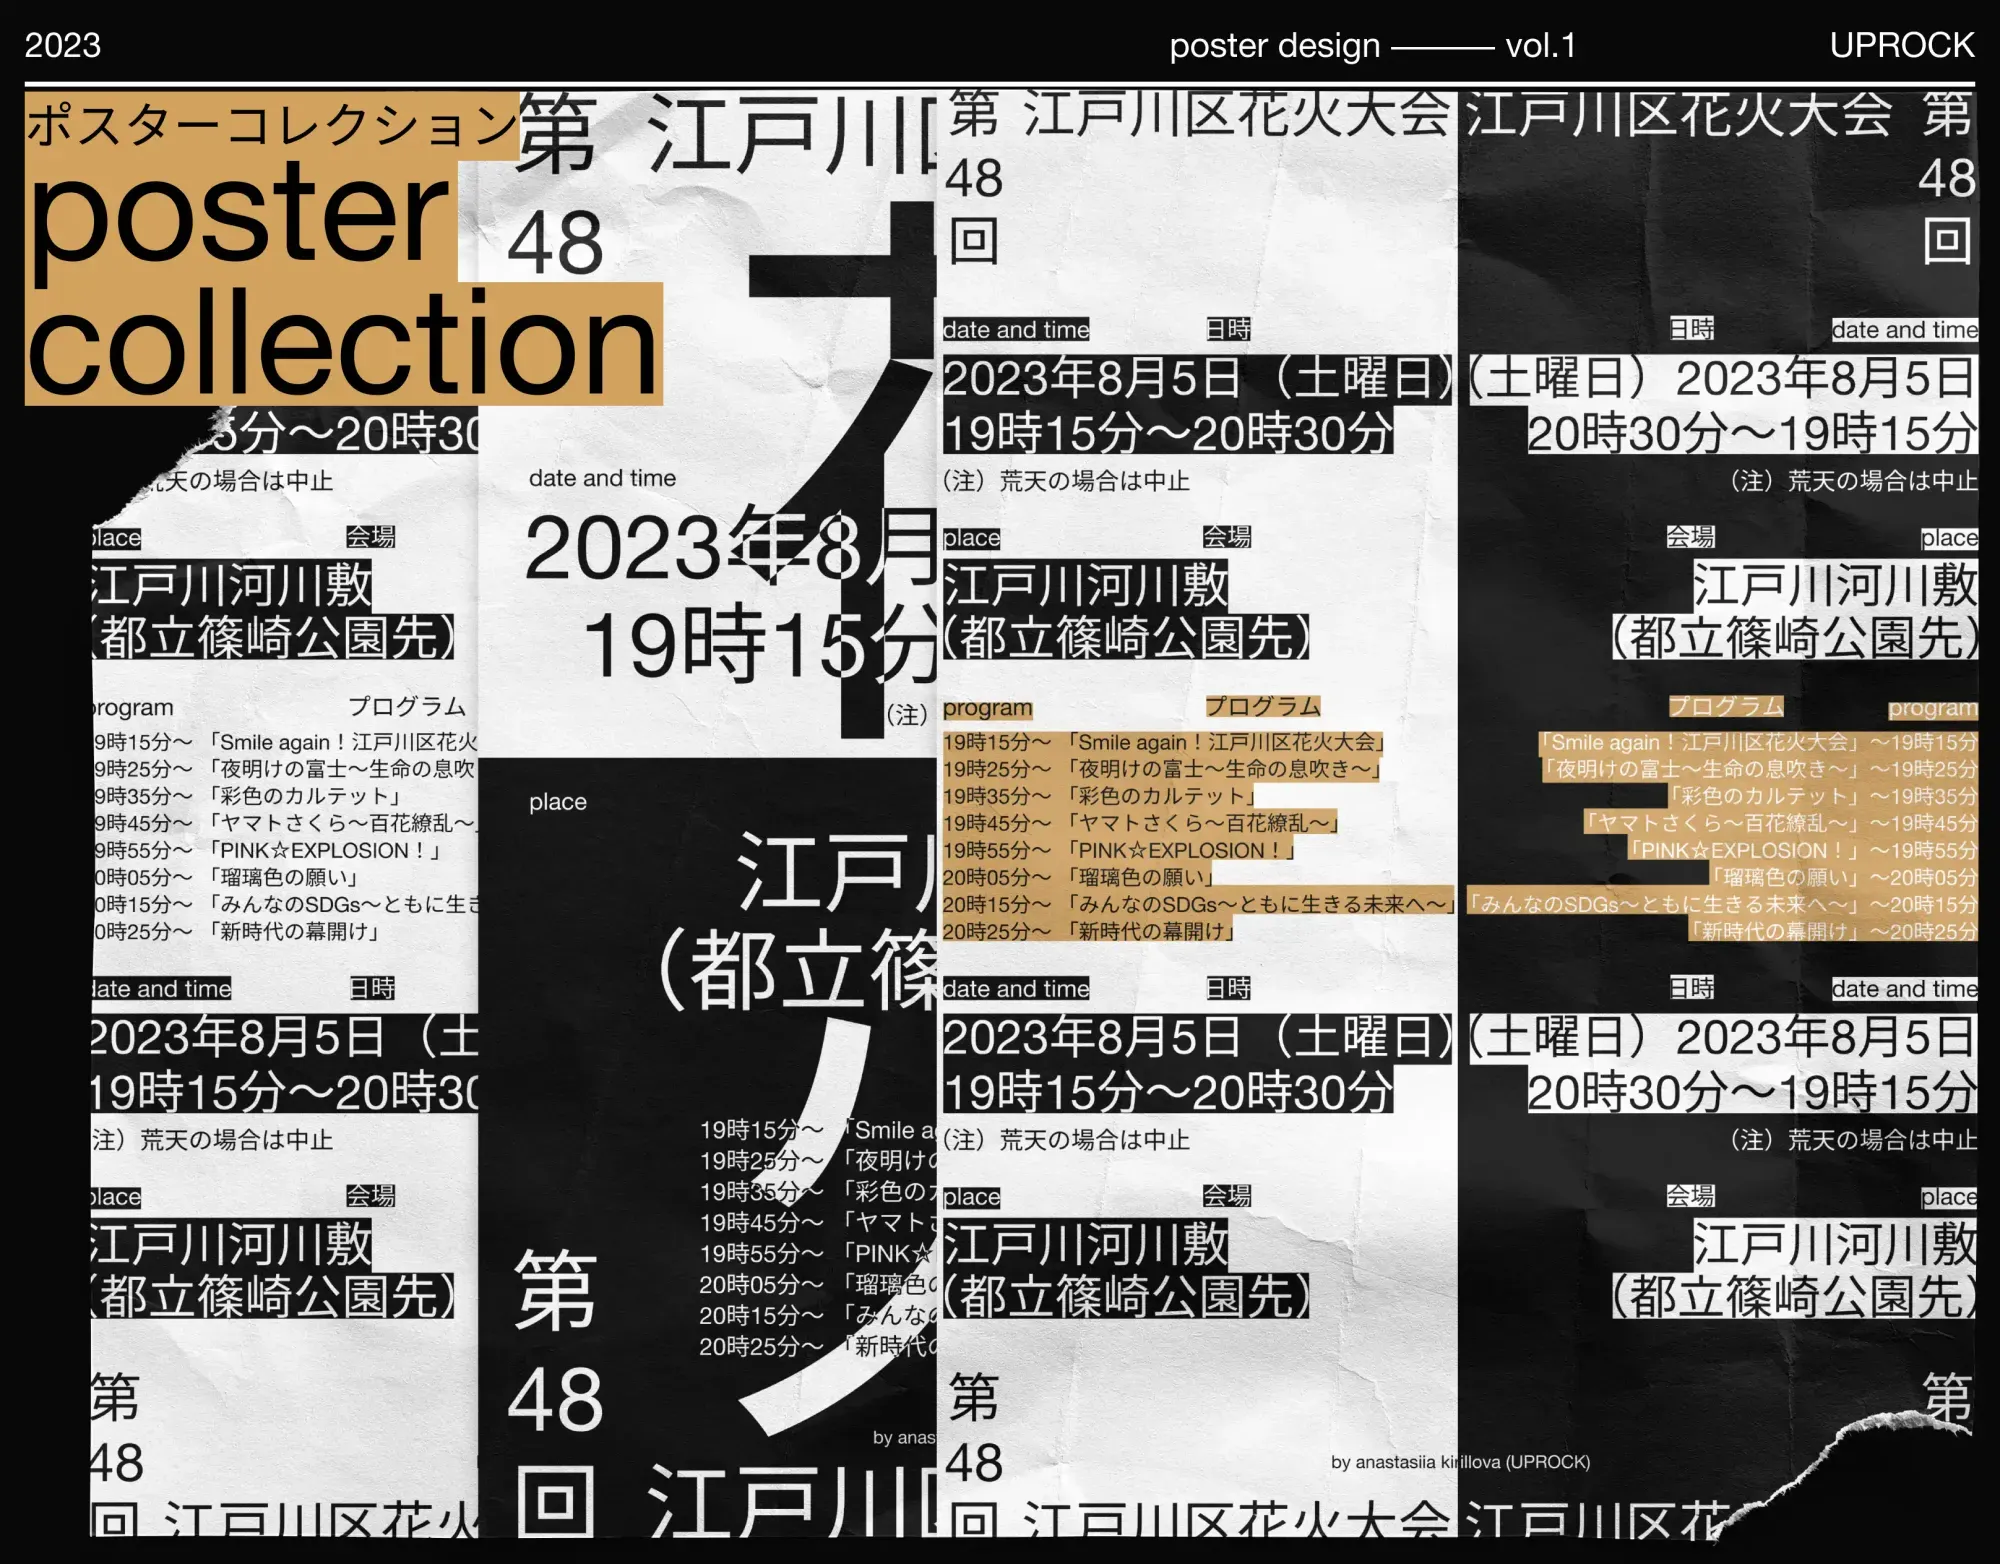 2023
poster design ——— vol.1
UPROCK
ポスターコレクション
poster
collection
5分～20時30
天の場合は中止
place
会場
江戸川河川敷
（都立篠崎公園先）
program
プログラム
9時15分～ 「Smile again！江戸川区花火
9時25分～ 「夜明けの富士～生命の息吹
9時35分～ 「彩色のカルテット」
9時45分～ 「ヤマトさくら～百花繚乱～」
9時55分～ 「PINK☆EXPLOSION！」
0時05分～ 「瑠璃色の願い」
0時15分～ 「みんなのSDGs～ともに生き
0時25分～ 「新時代の幕開け」
date and time
日時
2023年8月5日（土
19時15分～20時30
注）荒天の場合は中止
place
会場
江戸川河川敷
（都立篠崎公園先）
第
48
回 江戸川区花火
第 江戸川区
48
date and time
2023年8月
19時15分
（注）
place
江戸川
（都立篠
19時15分～ 「Smile ag
19時25分～ 「夜明けの
19時35分～ 「彩色のカ
19時45分～ 「ヤマトさ
19時55分～ 「PINK☆
20時05分～ 「瑠璃色の
20時15分～ 「みんなの
20時25分～ 「新時代の
第
48
by anas
回 江戸川区
第 江戸川区花火大会
48
回
date and time
日時
2023年8月5日（土曜日）
19時15分～20時30分
（注）荒天の場合は中止
place
会場
江戸川河川敷
（都立篠崎公園先）
program
プログラム
19時15分～ 「Smile again！江戸川区花火大会」
19時25分～ 「夜明けの富士～生命の息吹き～」
19時35分～ 「彩色のカルテット」
19時45分～ 「ヤマトさくら～百花繚乱～」
19時55分～ 「PINK☆EXPLOSION！」
20時05分～ 「瑠璃色の願い」
20時15分～ 「みんなのSDGs～ともに生きる未来へ～」
20時25分～ 「新時代の幕開け」
date and time
日時
2023年8月5日（土曜日）
19時15分～20時30分
（注）荒天の場合は中止
place
会場
江戸川河川敷
（都立篠崎公園先）
第
48
by anastasiia kirillova (UPROCK)
回 江戸川区花火大会
江戸川区花火大会 第
48
回
日時
date and time
（土曜日）2023年8月5日
20時30分～19時15分
（注）荒天の場合は中止
会場
place
江戸川河川敷
（都立篠崎公園先）
プログラム
program
「Smile again！江戸川区花火大会」 ～19時15分
「夜明けの富士～生命の息吹き～」 ～19時25分
「彩色のカルテット」 ～19時35分
「ヤマトさくら～百花繚乱～」 ～19時45分
「PINK☆EXPLOSION！」 ～19時55分
「瑠璃色の願い」 ～20時05分
「みんなのSDGs～ともに生きる未来へ～」 ～20時15分
「新時代の幕開け」 ～20時25分
日時
date and time
（土曜日）2023年8月5日
20時30分～19時15分
（注）荒天の場合は中止
会場
place
江戸川河川敷
（都立篠崎公園先）
第
江戸川区花